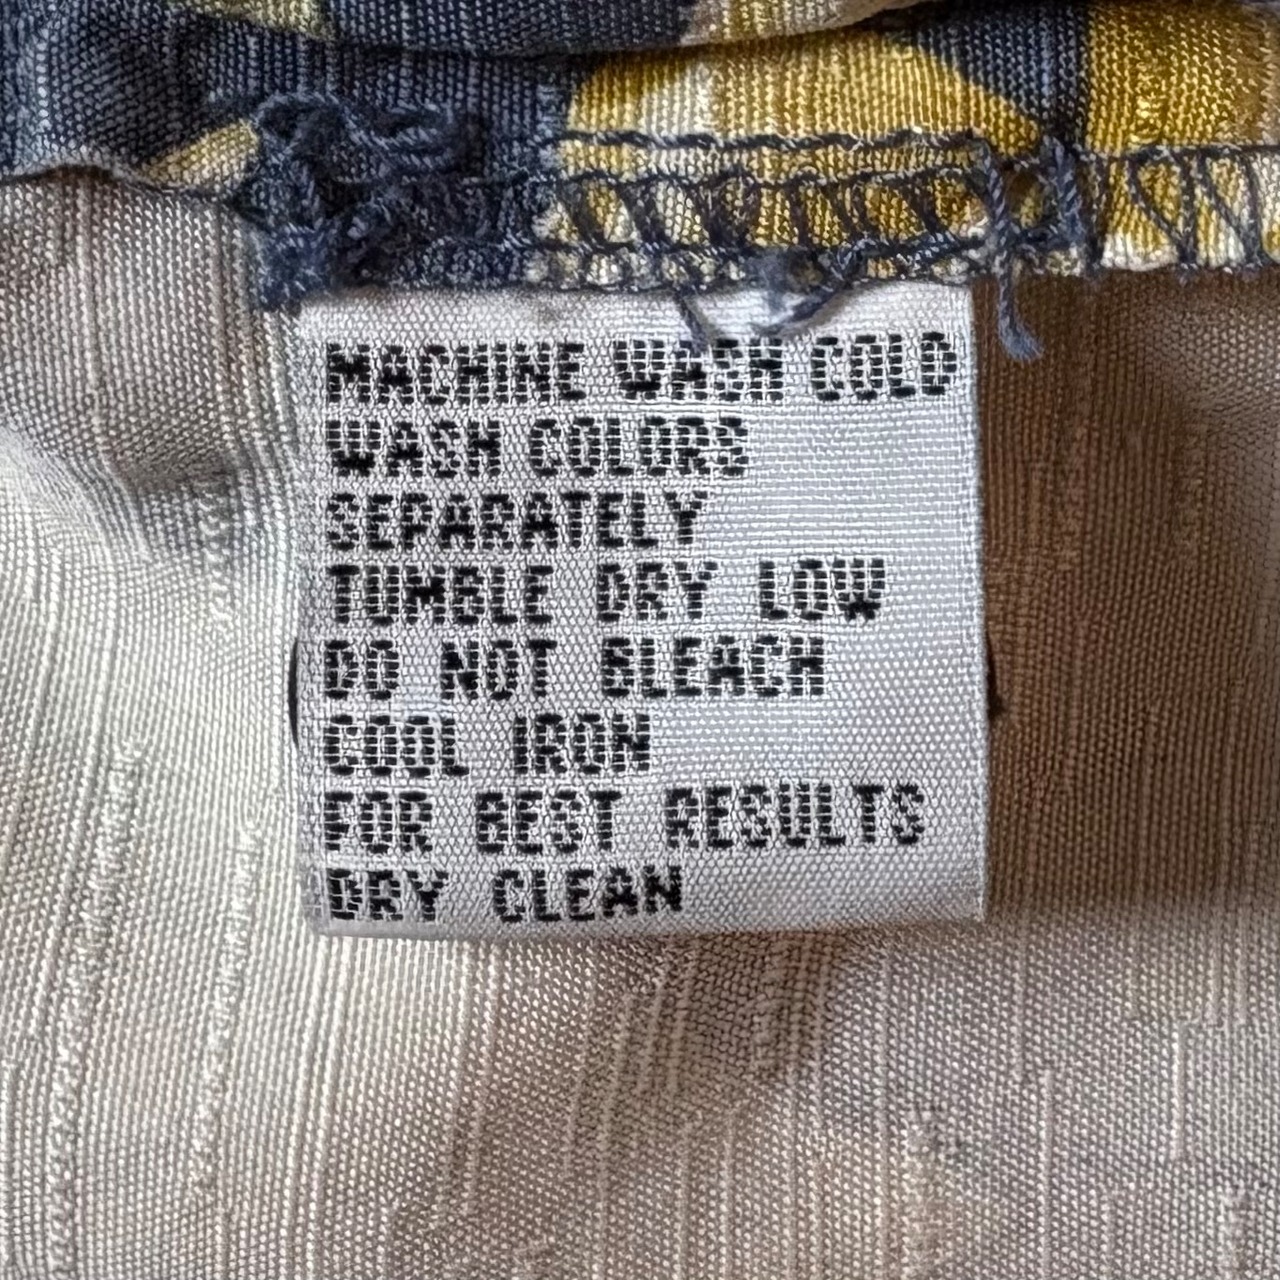 MACHINE WASH COLD
WASH COLORS
SEPARATELY
TUMBLE DRY LOW
DO NOT BLEACH
COOL IRON
FOR BEST RESULTS
DRY CLEAN